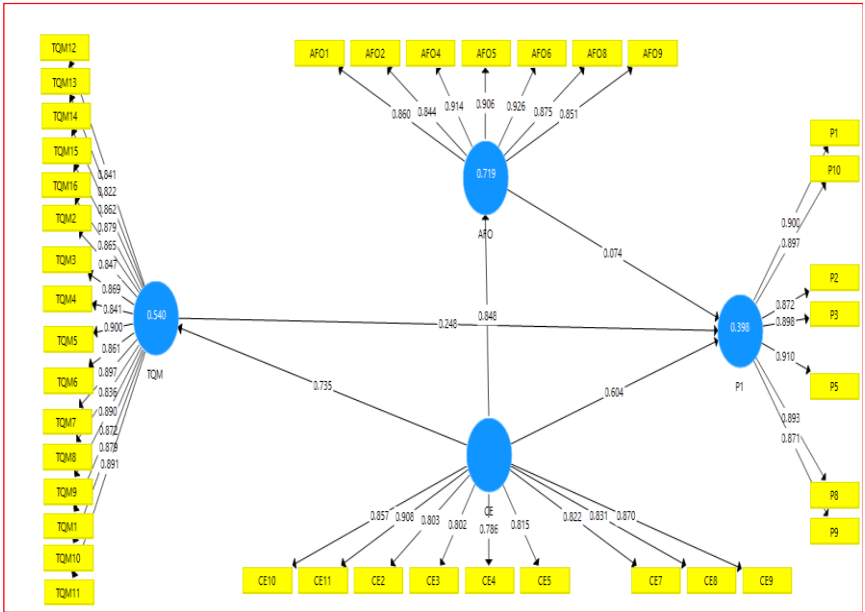 TQM12
TQM13
TQM14
TQM15
TQM16
TQM2
TQM3
TQM4
TQM5
TQM6
TQM7
TQM8
TQM9
TQM1
TQM10
TQM11
0.841
0.822
0.862
0.879
0.865
0.847
0.869
0.841
0.900
0.861
0.897
0.836
0.890
0.872
0.879
0.891
0.540
TQM
AFO1 AFO2 AFO4 AFO5 AFO6 AFO8 AFO9
0.860 0.844 0.914 0.906 0.926 0.875 0.851
0.719
AFO
0.074
0.848
0.248
0.735
0.604
CE
0.857 0.908 0.803 0.802 0.786 0.815 0.822 0.831 0.870
CE10 CE11 CE2 CE3 CE4 CE5 CE7 CE8 CE9
0.398
P1
0.900
0.897
0.872
0.898
0.910
0.893
0.871
P1
P10
P2
P3
P5
P8
P9